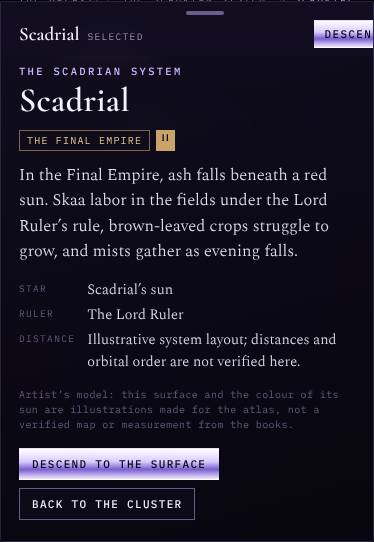 Scadrial SELECTED
DESCEN
THE SCADRIAN SYSTEM
Scadrial
THE FINAL EMPIRE
In the Final Empire, ash falls beneath a red
sun. Skaa labor in the fields under the Lord
Ruler’s rule, brown-leaved crops struggle to
grow, and mists gather as evening falls.
STAR Scadrial’s sun
RULER The Lord Ruler
DISTANCE Illustrative system layout; distances and
orbital order are not verified here.
Artist’s model: this surface and the colour of its
sun are illustrations made for the atlas, not a
verified map or measurement from the books.
DESCEND TO THE SURFACE
BACK TO THE CLUSTER